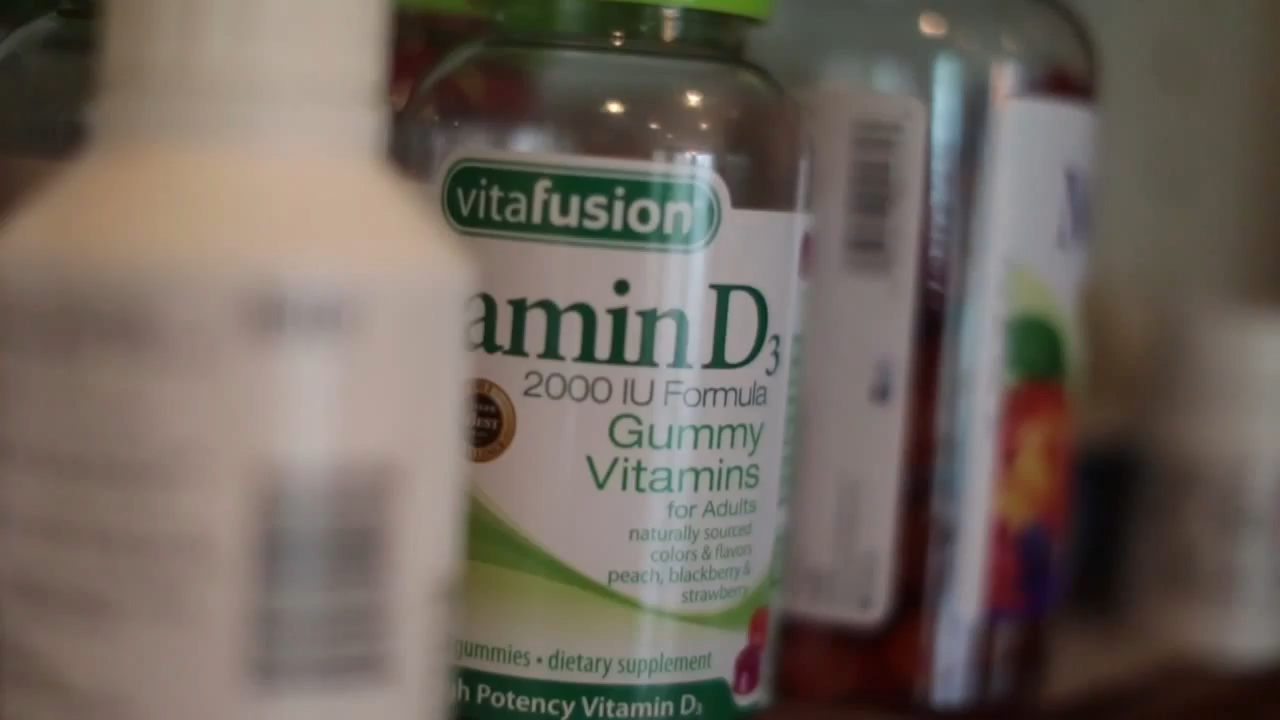 vitafusion
amin D3
2000 IU Formula
Gummy
Vitamins
for Adults
naturally sourced
colors & flavors
peach, blackberry &
strawberry
gummies • dietary supplement
h Potency Vitamin D3